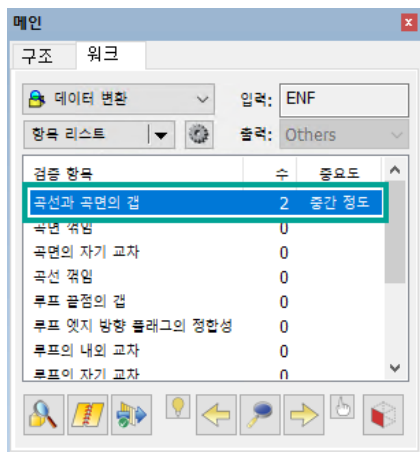 메인
구조 워크
데이터 변환 입력: ENF
항목 리스트 출력: Others
검증 항목 수 중요도
곡선과 곡면의 갭 2 중간 정도
곡면 꺾임 0
곡면의 자기 교차 0
곡선 꺾임 0
루프 끝점의 갭 0
루프 엣지 방향 플래그의 정합성 0
루프의 내외 교차 0
루프의 자기 교차 0